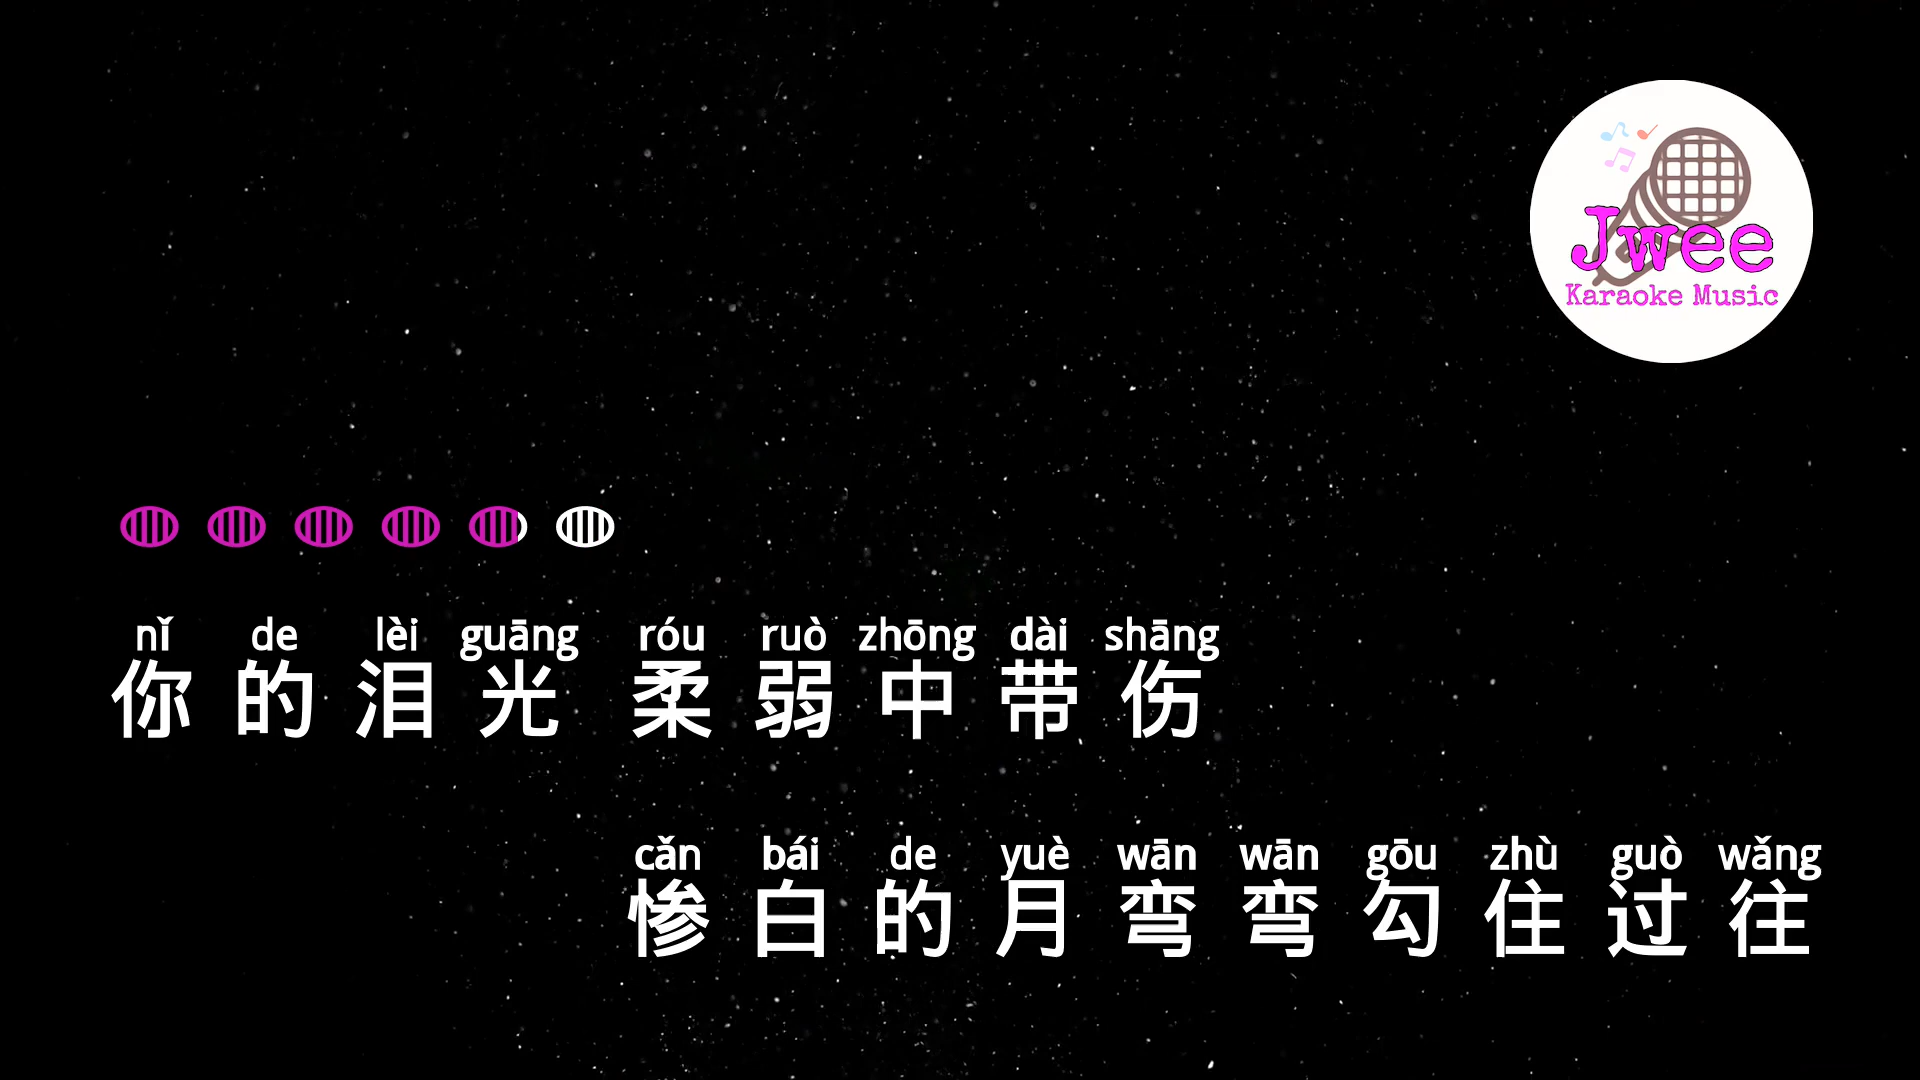 Jwee
Karaoke Music
nǐ de lèi guāng róu ruò zhōng dài shāng
你的泪光 柔弱中带伤
cǎn bái de yuè wān wān gōu zhù guò wǎng
惨白的月弯弯勾住过往